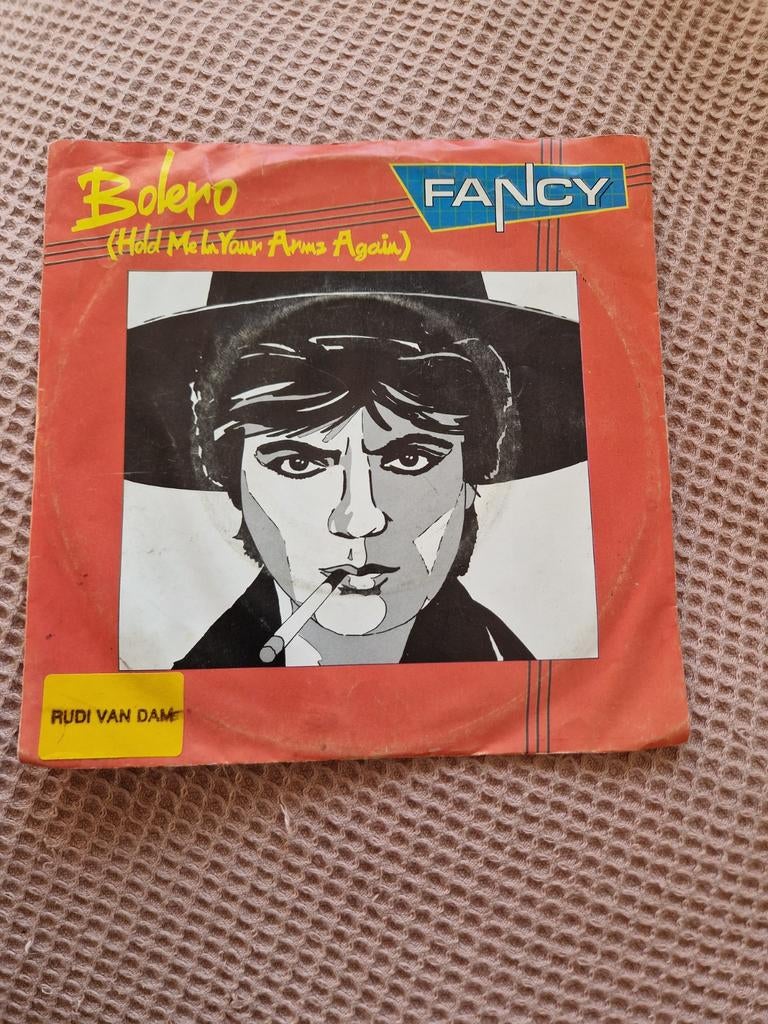 Bolero
FANCY
(Hold Me In Your Arms Again)
RUDI VAN DAM